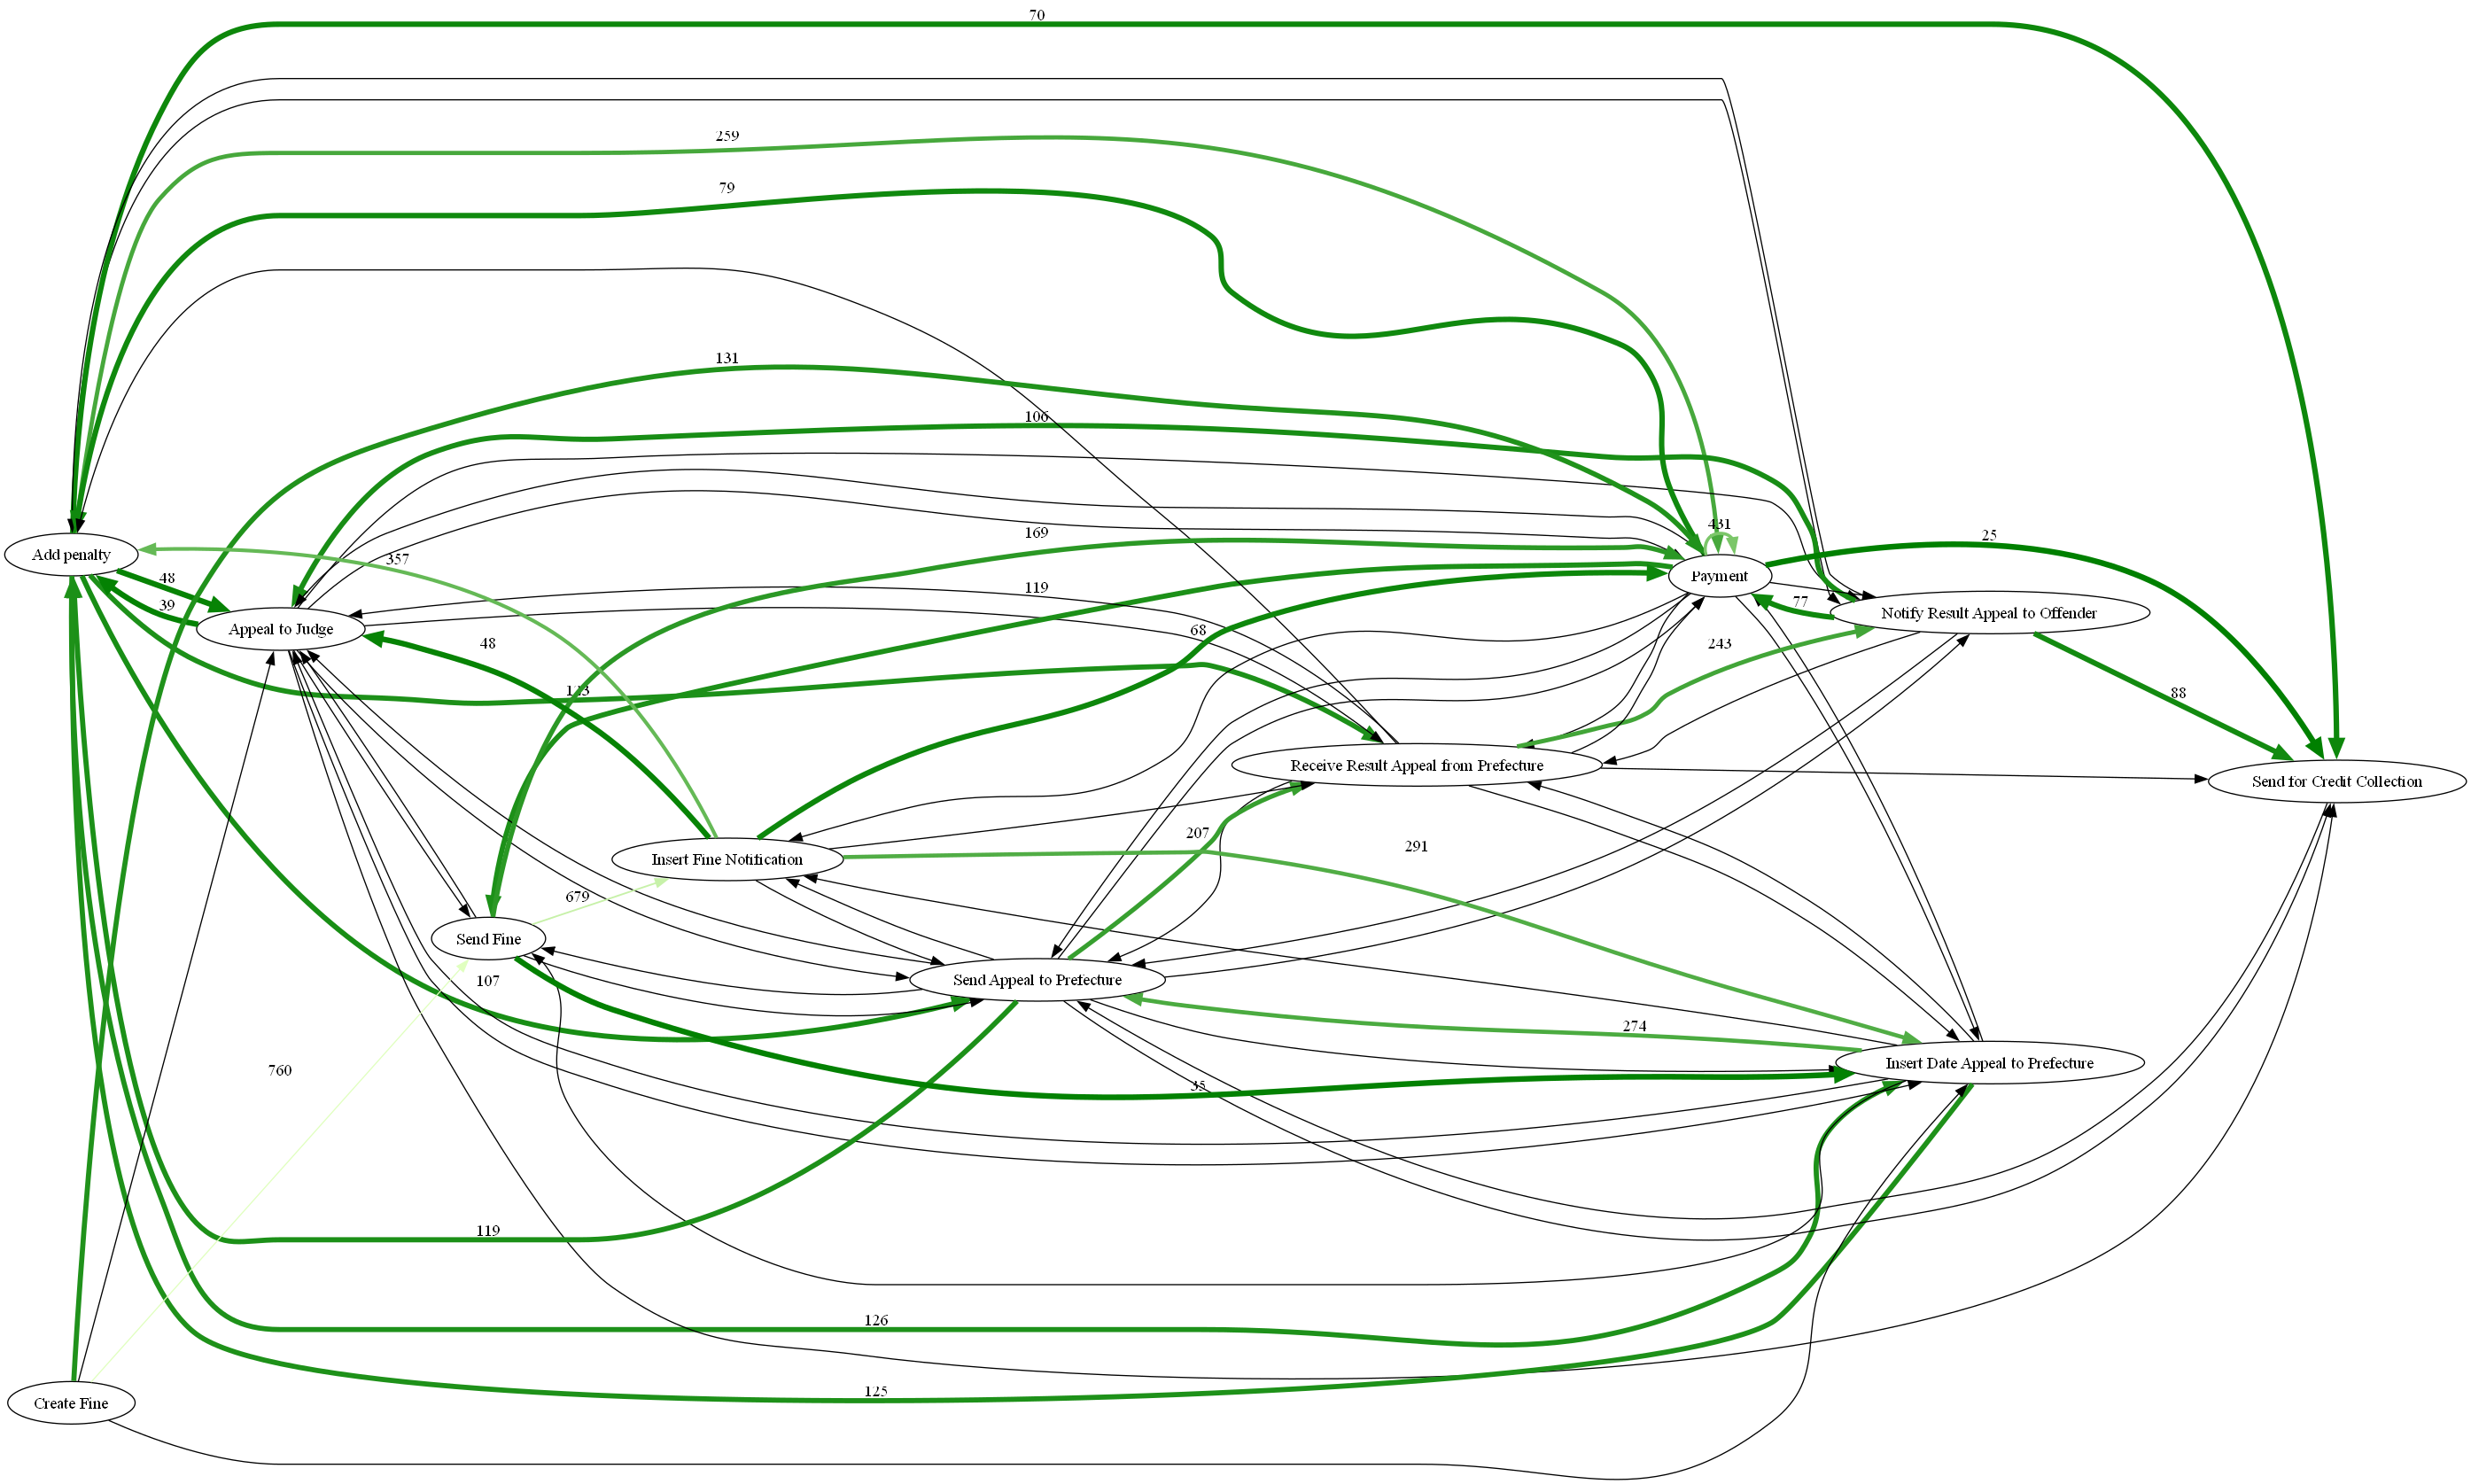 70
259
79
131
106
169
431
25
Add penalty
357
Payment
48
119
77
39
68
Notify Result Appeal to Offender
Appeal to Judge
48
243
Receive Result Appeal from Prefecture
Send for Credit Collection
207
291
Insert Fine Notification
679
Send Fine
107
Send Appeal to Prefecture
274
760
Insert Date Appeal to Prefecture
35
119
126
125
Create Fine